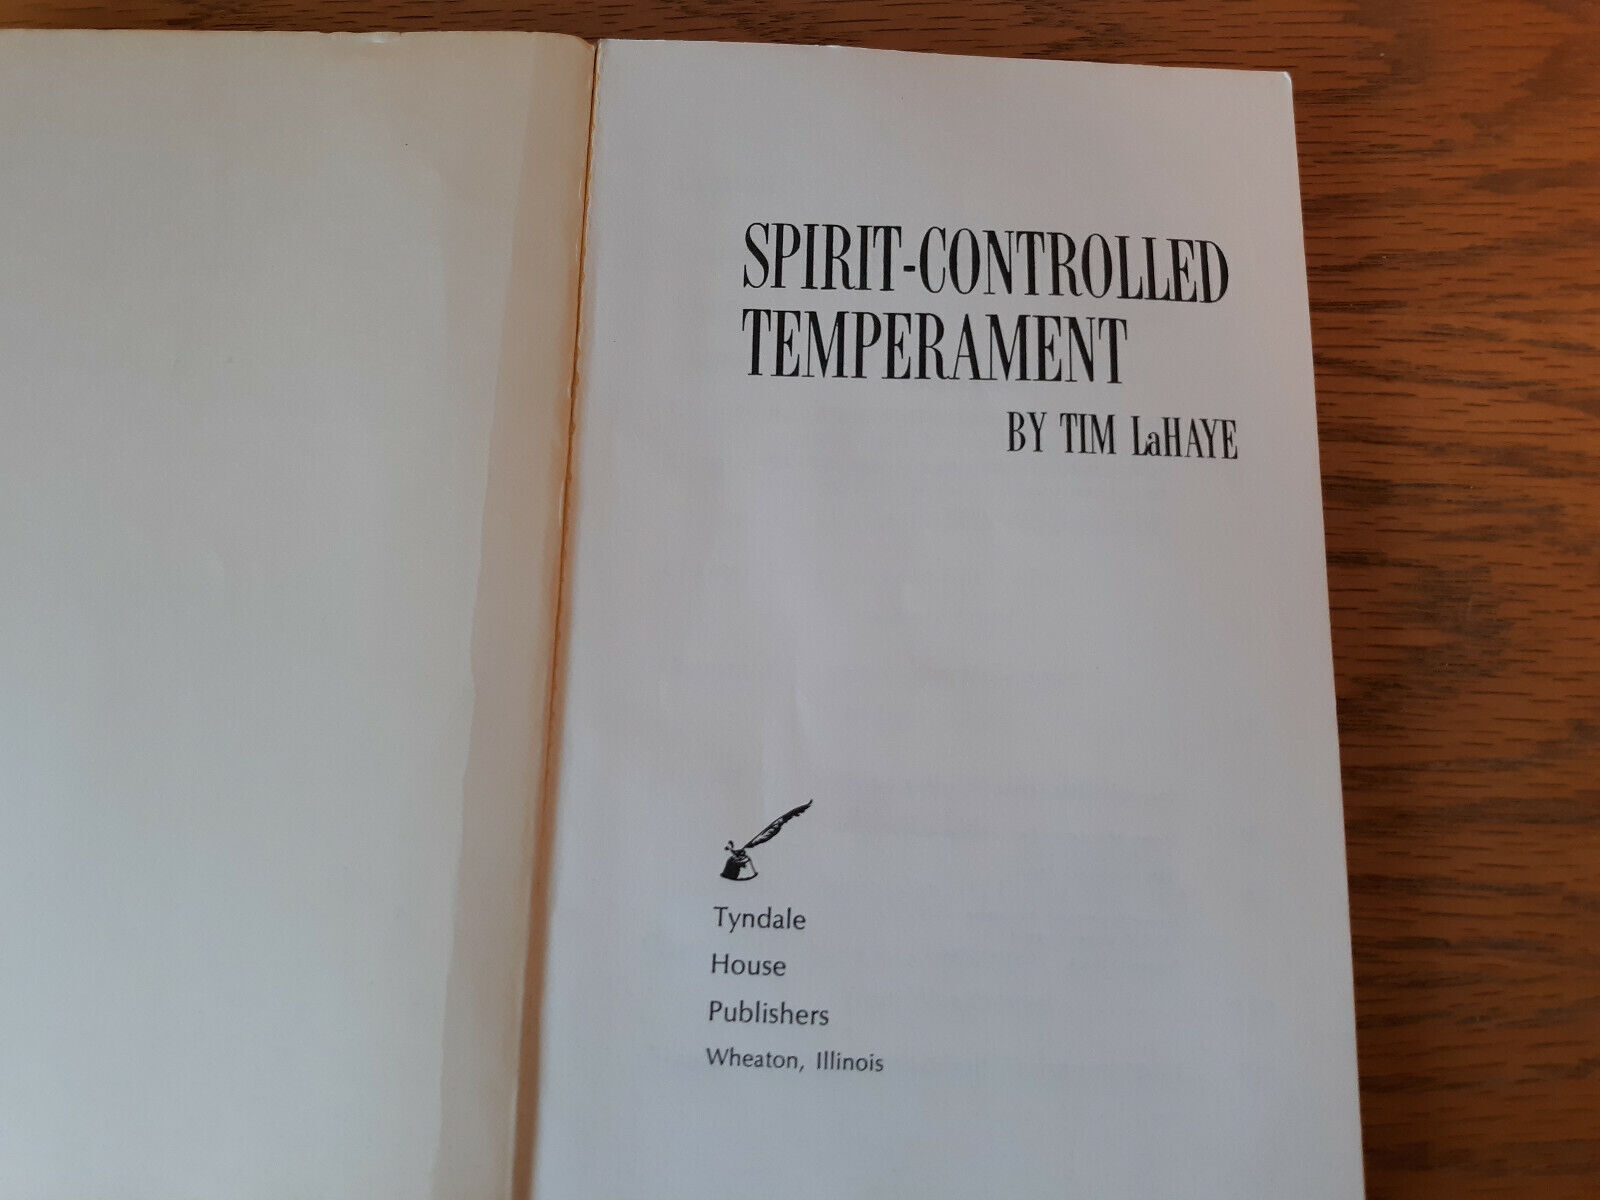 SPIRIT-CONTROLLED
TEMPERAMENT
BY TIM LaHAYE
Tyndale
House
Publishers
Wheaton, Illinois